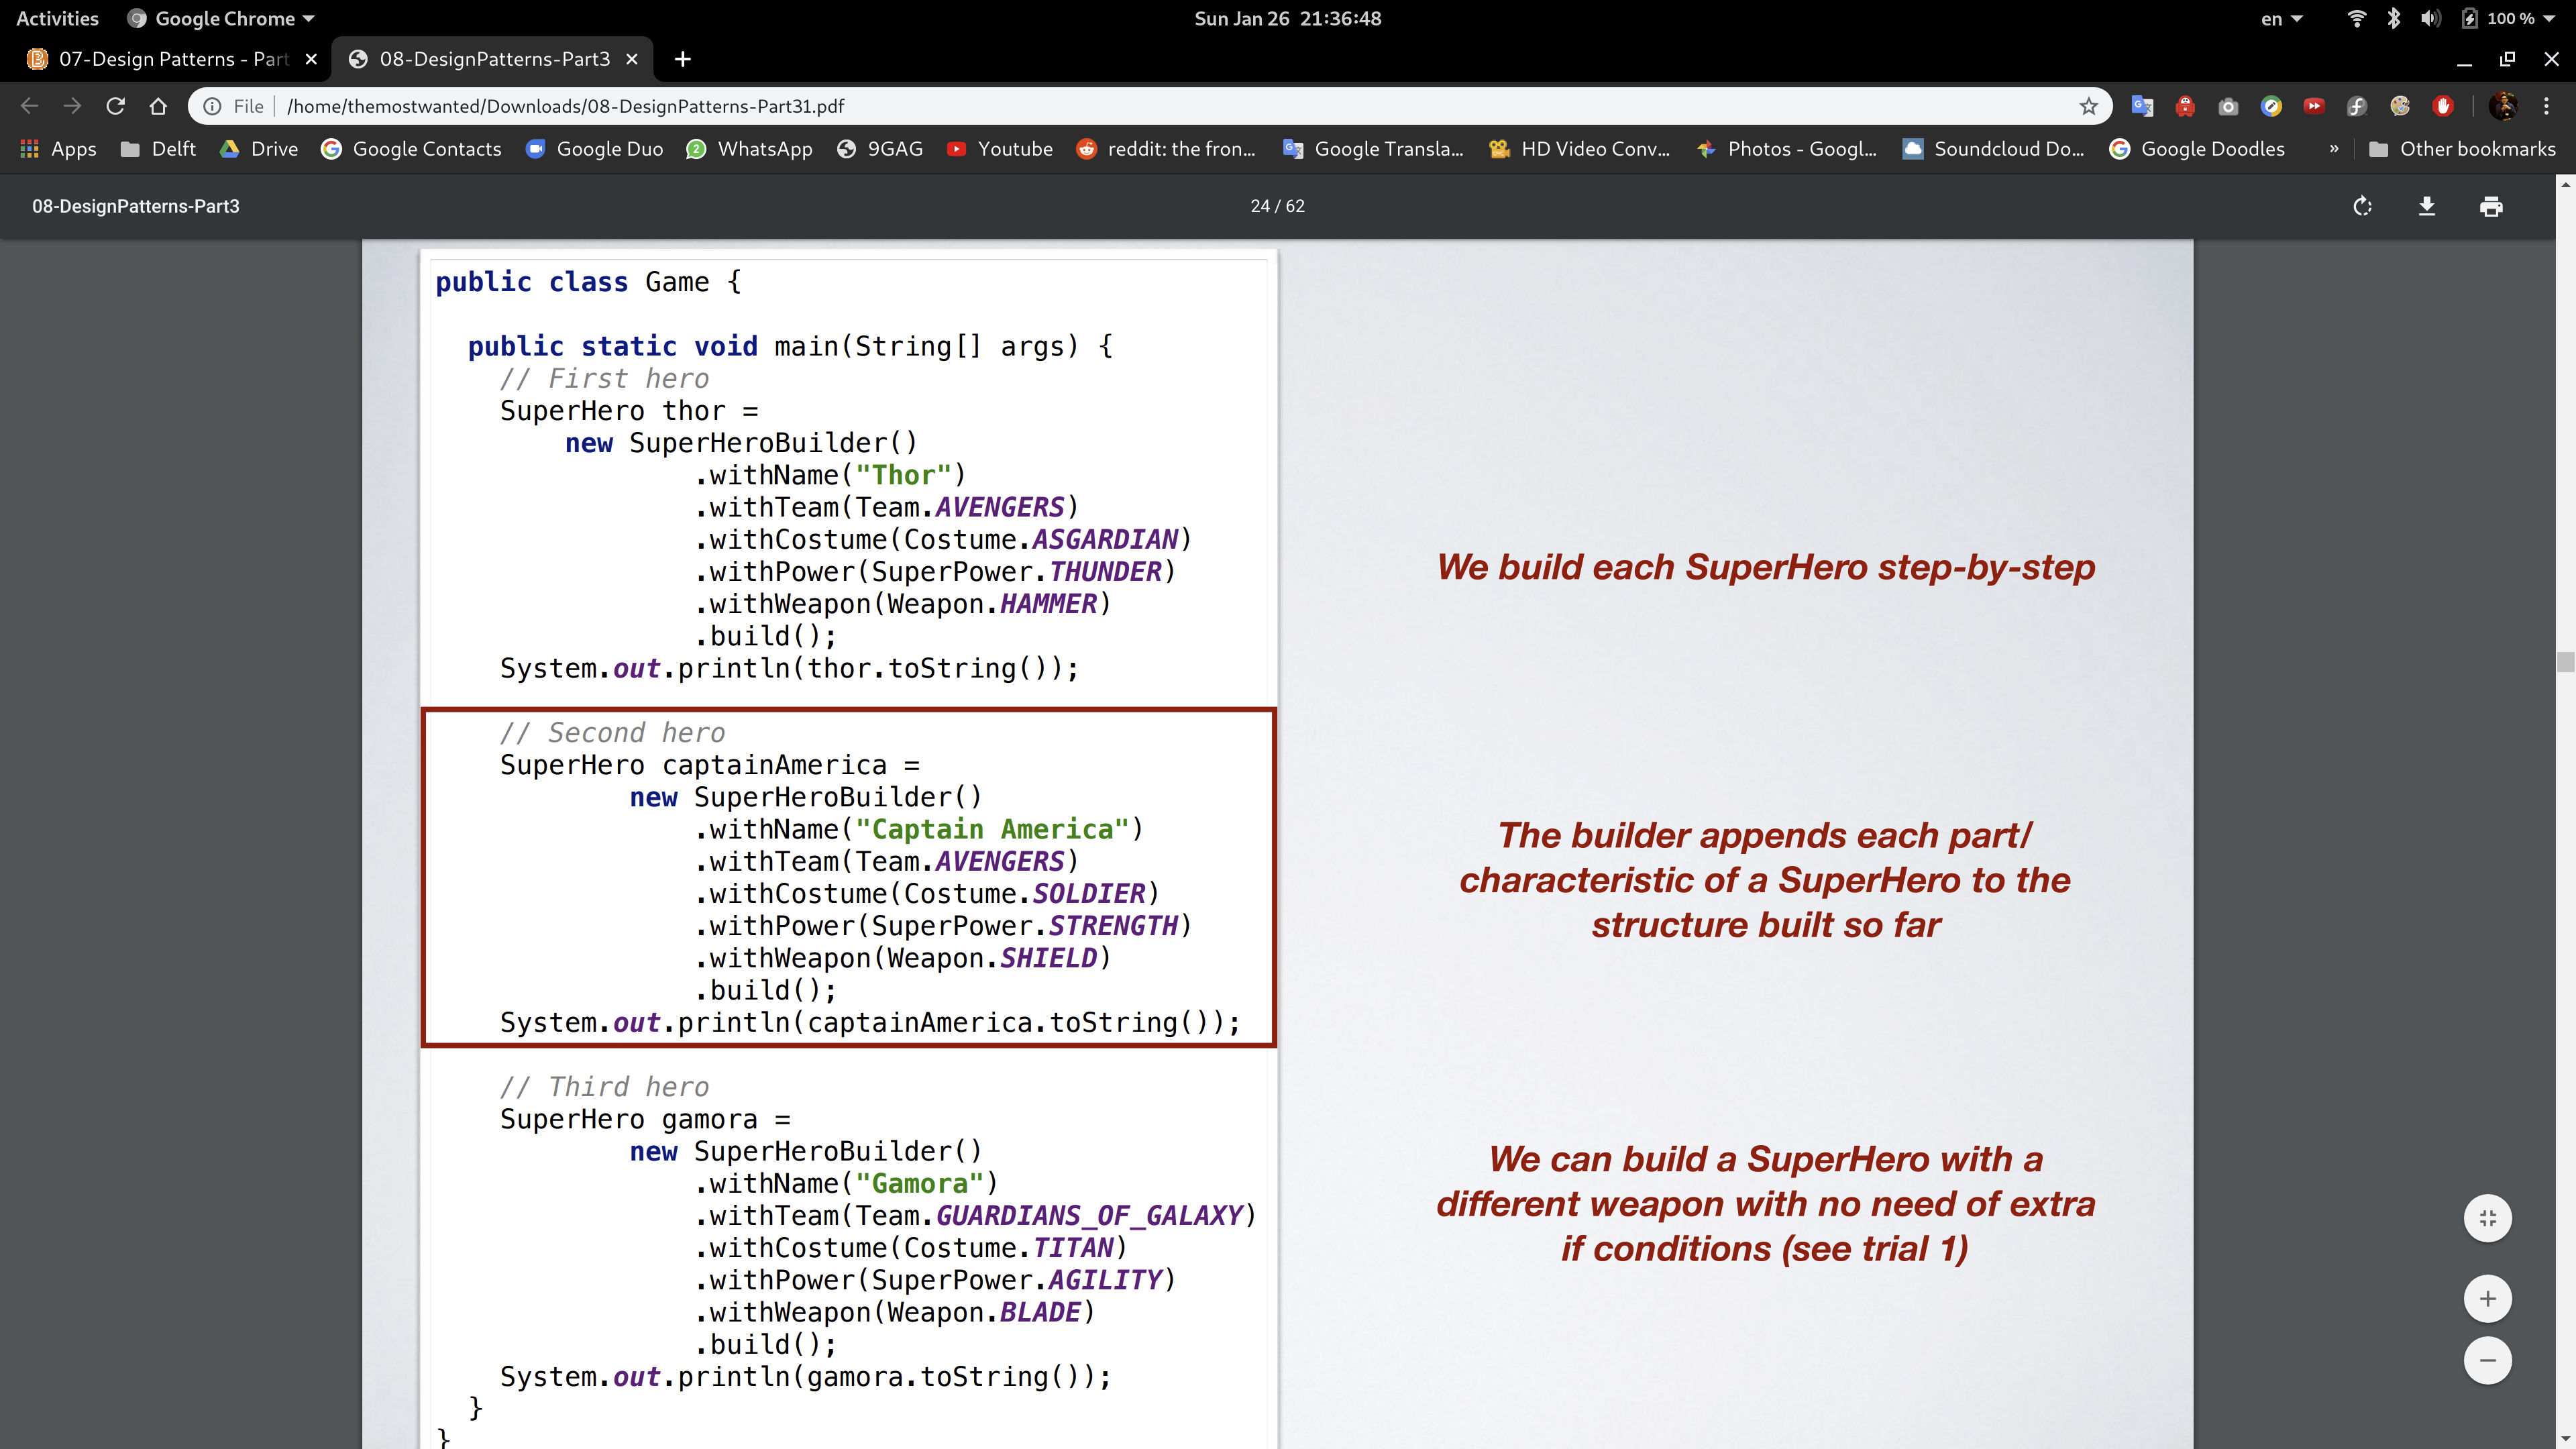 Activities Google Chrome Sun Jan 26 21:36:48 en 100 %
07-Design Patterns - Part 08-DesignPatterns-Part3
File /home/themostwanted/Downloads/08-DesignPatterns-Part31.pdf
Apps Delft Drive Google Contacts Google Duo WhatsApp 9GAG Youtube reddit: the fron... Google Transla... HD Video Conv... Photos - Googl... Soundcloud Do... Google Doodles » Other bookmarks
08-DesignPatterns-Part3 24 / 62
public class Game {
public static void main(String[] args) {
// First hero
SuperHero thor =
new SuperHeroBuilder()
.withName("Thor")
.withTeam(Team.AVENGERS)
.withCostume(Costume.ASGARDIAN)
.withPower(SuperPower.THUNDER)
.withWeapon(Weapon.HAMMER)
.build();
System.out.println(thor.toString());
// Second hero
SuperHero captainAmerica =
new SuperHeroBuilder()
.withName("Captain America")
.withTeam(Team.AVENGERS)
.withCostume(Costume.SOLDIER)
.withPower(SuperPower.STRENGTH)
.withWeapon(Weapon.SHIELD)
.build();
System.out.println(captainAmerica.toString());
// Third hero
SuperHero gamora =
new SuperHeroBuilder()
.withName("Gamora")
.withTeam(Team.GUARDIANS_OF_GALAXY)
.withCostume(Costume.TITAN)
.withPower(SuperPower.AGILITY)
.withWeapon(Weapon.BLADE)
.build();
System.out.println(gamora.toString());
}
}
We build each SuperHero step-by-step
The builder appends each part/
characteristic of a SuperHero to the
structure built so far
We can build a SuperHero with a
different weapon with no need of extra
if conditions (see trial 1)